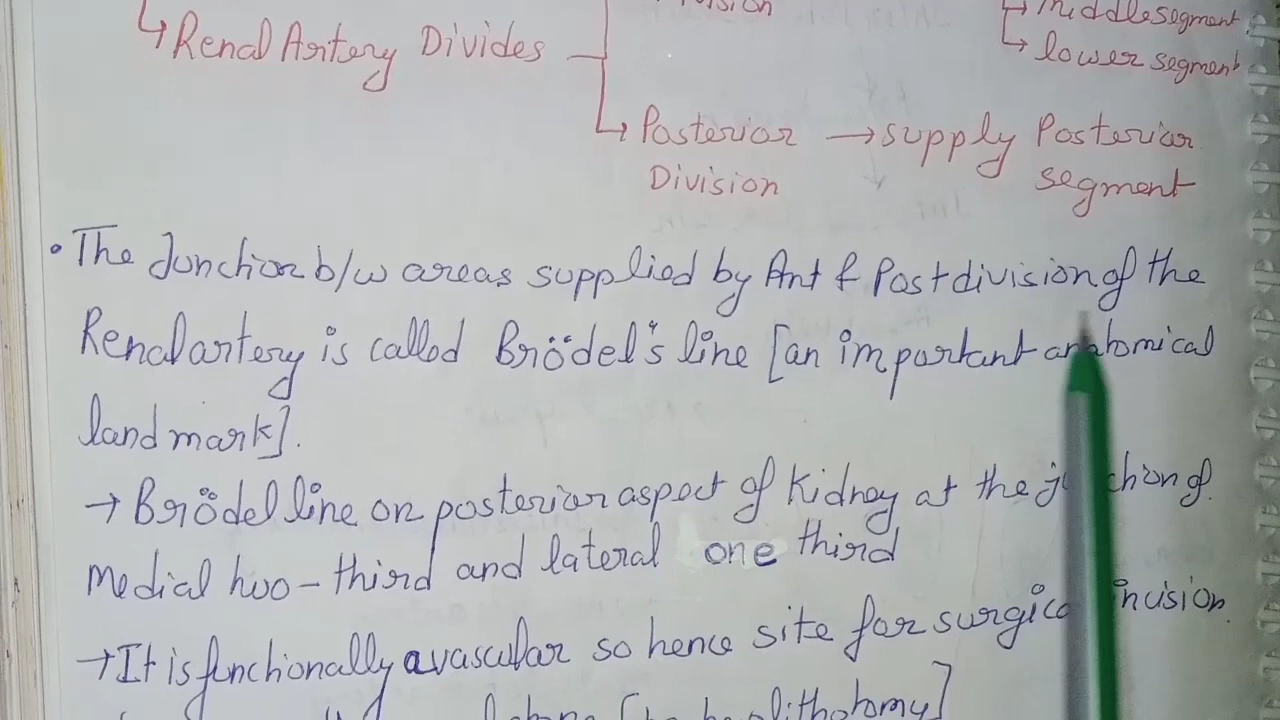 middle segment
↳ Renal Artery Divides
↳ lower segment
↳ Posterior → supply Posterior
Division segment
• The Junction b/w areas supplied by Ant & Post division of the
Renal artery is called Brödel's line [an important anatomical
landmark].
→ Brödel line on posterior aspect of Kidney at the junction of
Medial two-third and lateral one third
→ It is functionally avascular so hence site for surgical incision